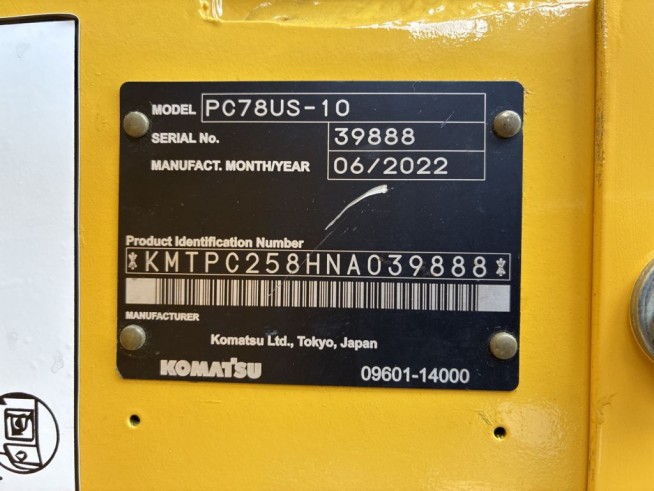 MODEL PC78US-10
SERIAL No. 39888
MANUFACT. MONTH/YEAR 06/2022
Product Identification Number
*KMTPC258HNA039888*
MANUFACTURER
Komatsu Ltd., Tokyo, Japan
KOMATSU 09601-14000